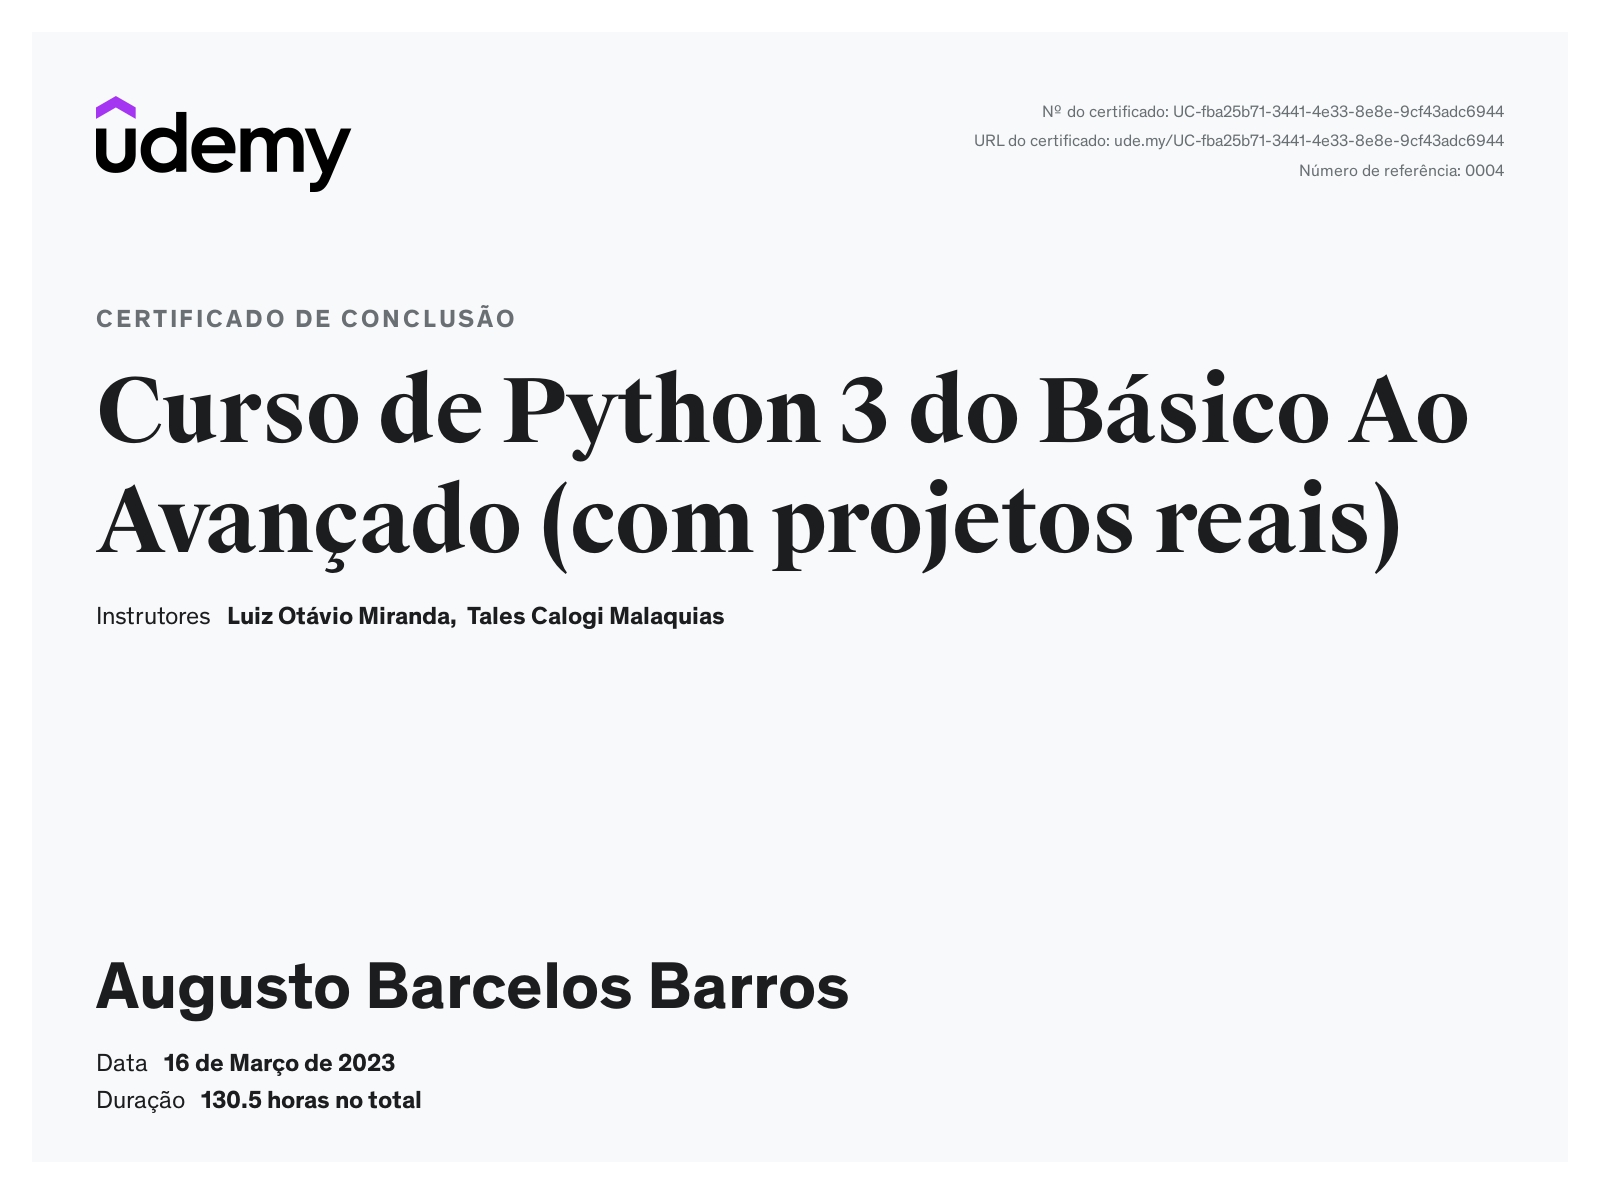 udemy
Nº do certificado: UC-fba25b71-3441-4e33-8e8e-9cf43adc6944
URL do certificado: ude.my/UC-fba25b71-3441-4e33-8e8e-9cf43adc6944
Número de referência: 0004
CERTIFICADO DE CONCLUSÃO
Curso de Python 3 do Básico Ao
Avançado (com projetos reais)
Instrutores Luiz Otávio Miranda, Tales Calogi Malaquias
Augusto Barcelos Barros
Data 16 de Março de 2023
Duração 130.5 horas no total